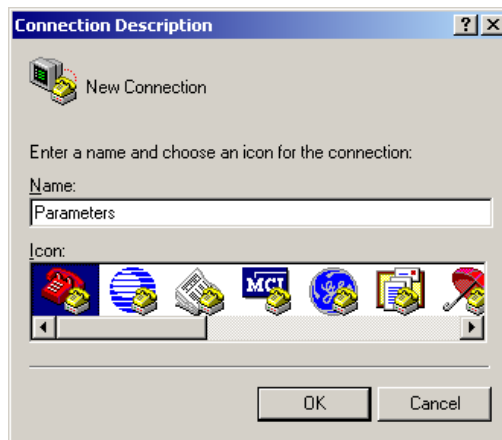 Connection Description
New Connection
Enter a name and choose an icon for the connection:
Name:
Parameters
Icon:
MCI
OK Cancel